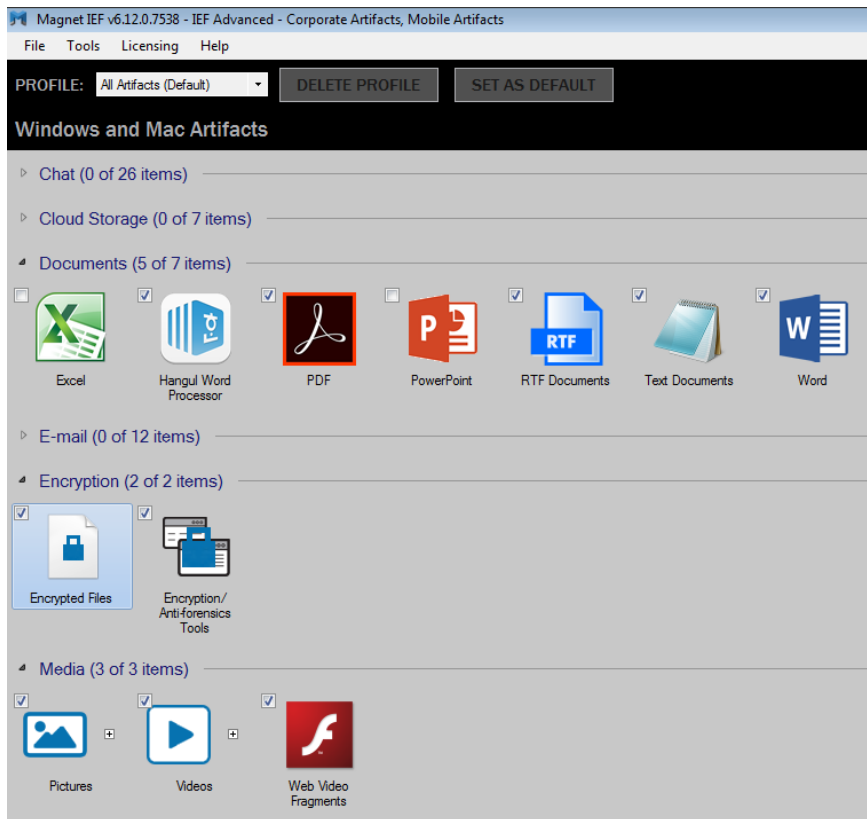 Magnet IEF v6.12.0.7538 - IEF Advanced - Corporate Artifacts, Mobile Artifacts
File Tools Licensing Help
PROFILE: All Artifacts (Default) DELETE PROFILE SET AS DEFAULT
Windows and Mac Artifacts
Chat (0 of 26 items)
Cloud Storage (0 of 7 items)
Documents (5 of 7 items)
P RTF W
Excel Hangul Word Processor PDF PowerPoint RTF Documents Text Documents Word
E-mail (0 of 12 items)
Encryption (2 of 2 items)
Encrypted Files Encryption/ Anti-forensics Tools
Media (3 of 3 items)
Pictures Videos Web Video Fragments